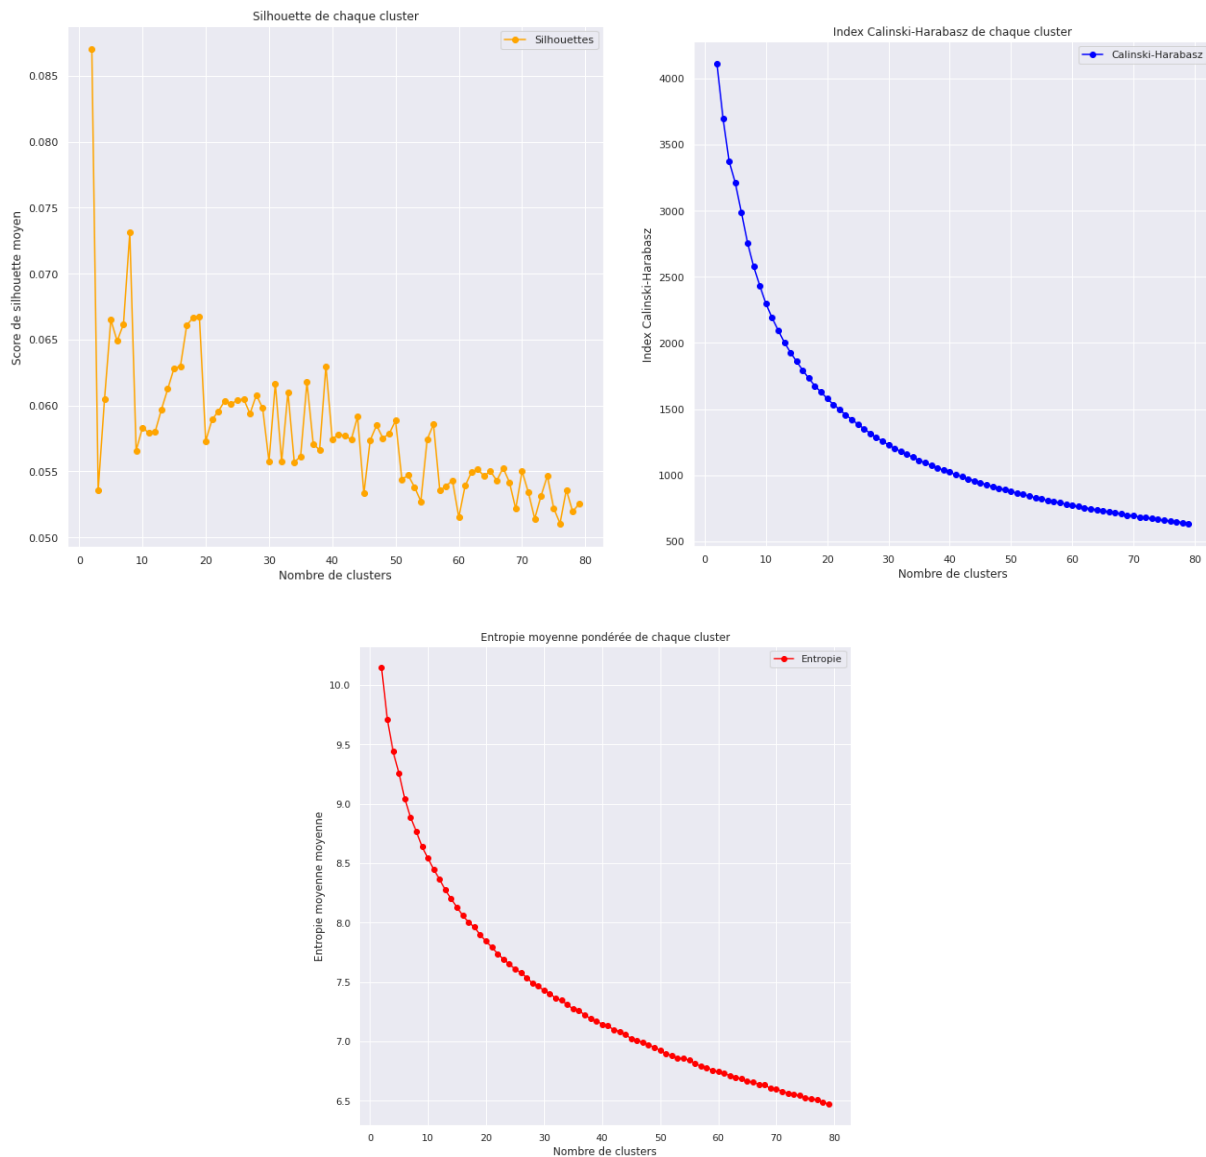 Silhouette de chaque cluster
Silhouettes
0.085
0.080
0.075
0.070
0.065
0.060
0.055
0.050
Score de silhouette moyen
0 10 20 30 40 50 60 70 80
Nombre de clusters
Index Calinski-Harabasz de chaque cluster
Calinski-Harabasz
4000
3500
3000
2500
2000
1500
1000
500
Index Calinski-Harabasz
0 10 20 30 40 50 60 70 80
Nombre de clusters
Entropie moyenne pondérée de chaque cluster
Entropie
10.0
9.5
9.0
8.5
8.0
7.5
7.0
6.5
Entropie moyenne
0 10 20 30 40 50 60 70 80
Nombre de clusters